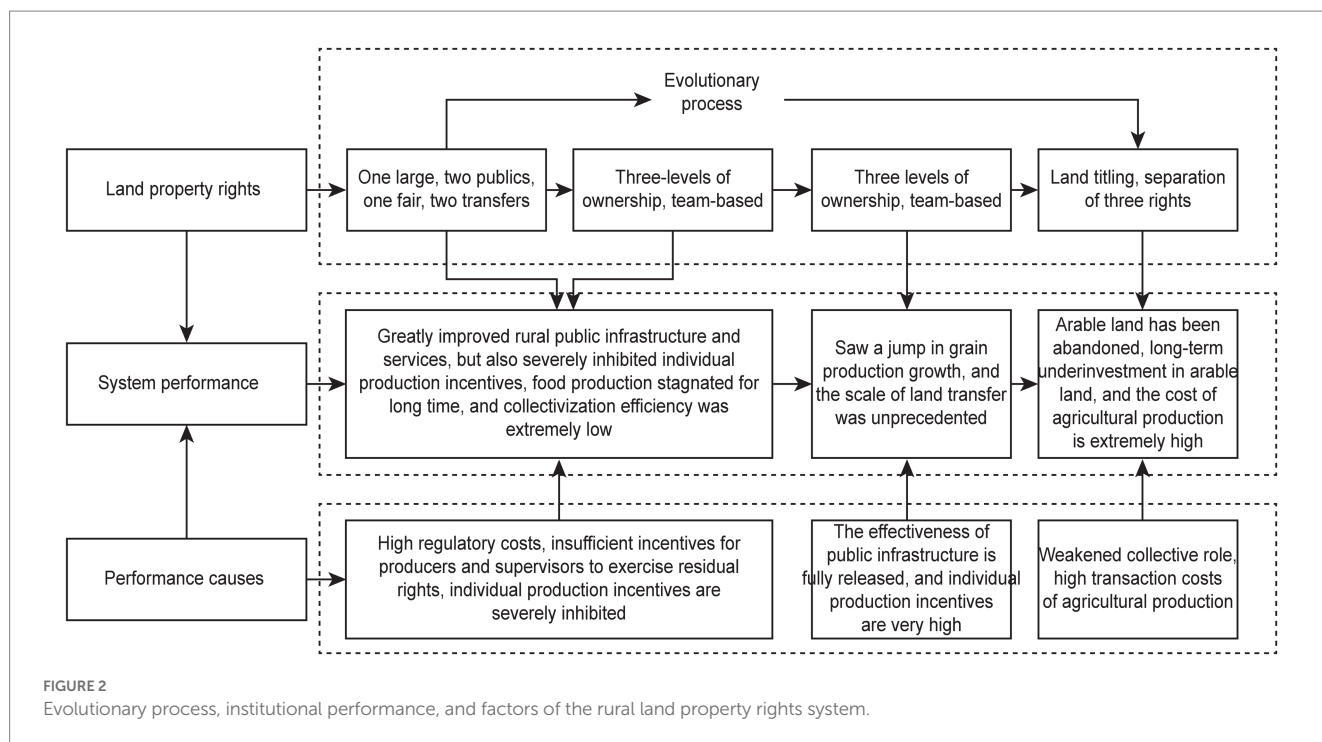 Evolutionary
process
Land property rights
One large, two publics,
one fair, two transfers
Three-levels of
ownership, team-based
Three levels of
ownership, team-based
Land titling, separation
of three rights
System performance
Greatly improved rural public infrastructure and
services, but also severely inhibited individual
production incentives, food production stagnated for
long time, and collectivization efficiency was
extremely low
Saw a jump in grain
production growth, and
the scale of land transfer
was unprecedented
Arable land has been
abandoned, long-term
underinvestment in arable
land, and the cost of
agricultural production
is extremely high
Performance causes
High regulatory costs, insufficient incentives for
producers and supervisors to exercise residual
rights, individual production incentives are
severely inhibited
The effectiveness of
public infrastructure is
fully released, and individual
production incentives
are very high
Weakened collective role,
high transaction costs
of agricultural production
FIGURE 2
Evolutionary process, institutional performance, and factors of the rural land property rights system.